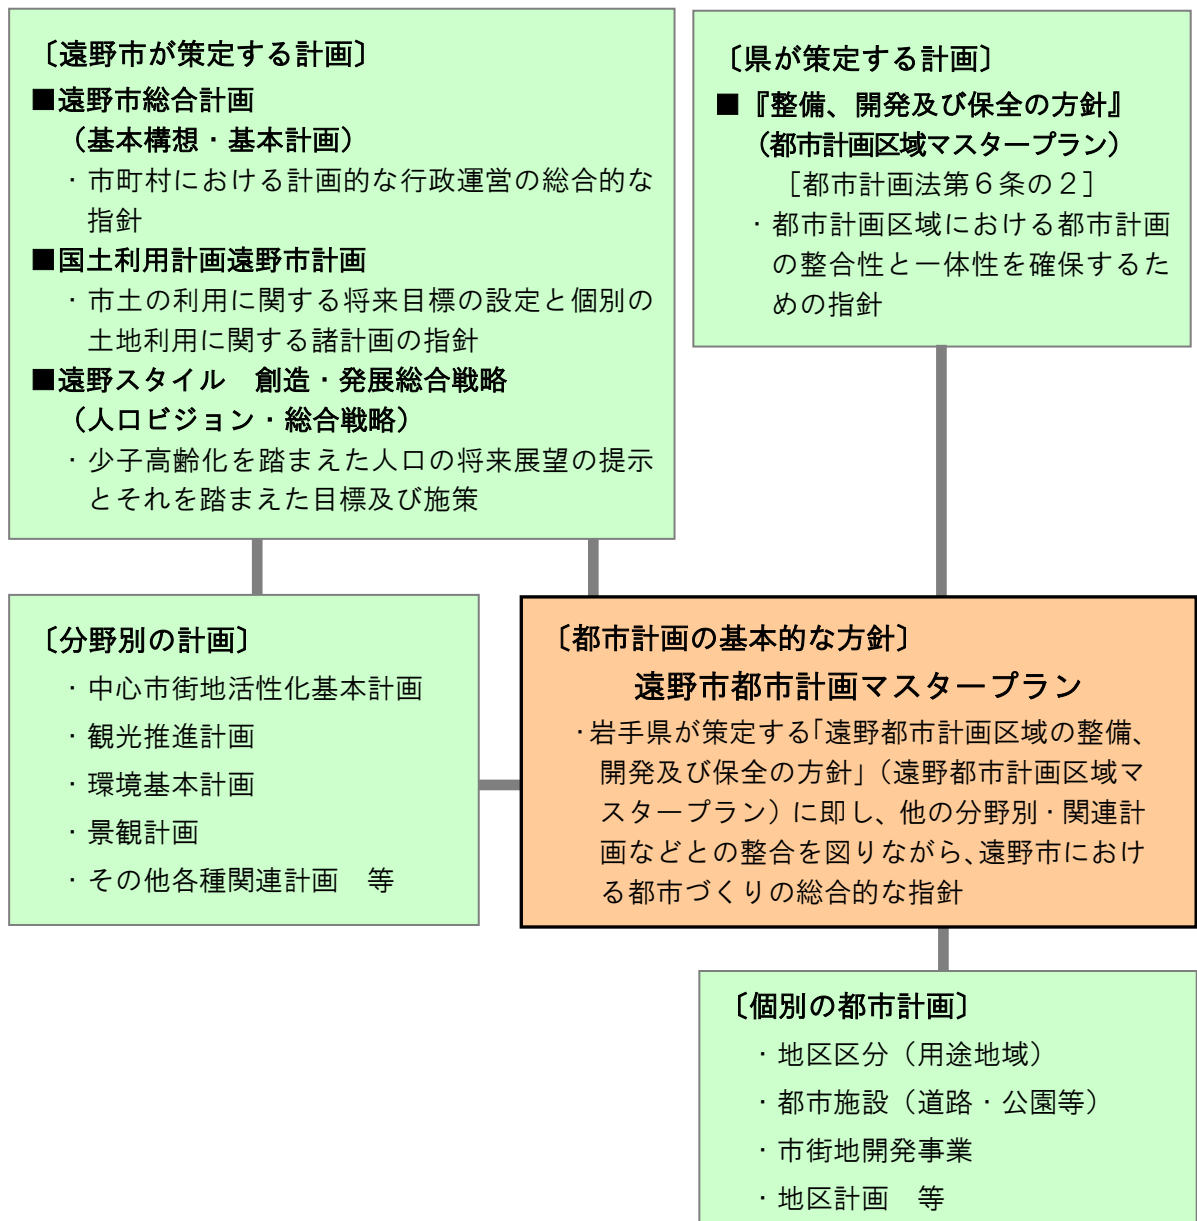 〔遠野市が策定する計画〕
■遠野市総合計画
（基本構想・基本計画）
・市町村における計画的な行政運営の総合的な
指針
■国土利用計画遠野市計画
・市土の利用に関する将来目標の設定と個別の
土地利用に関する諸計画の指針
■遠野スタイル　創造・発展総合戦略
（人口ビジョン・総合戦略）
・少子高齢化を踏まえた人口の将来展望の提示
とそれを踏まえた目標及び施策
〔県が策定する計画〕
■『整備、開発及び保全の方針』
（都市計画区域マスタープラン）
［都市計画法第６条の２］
・都市計画区域における都市計画
の整合性と一体性を確保するた
めの指針
〔分野別の計画〕
・中心市街地活性化基本計画
・観光推進計画
・環境基本計画
・景観計画
・その他各種関連計画　等
〔都市計画の基本的な方針〕
遠野市都市計画マスタープラン
・岩手県が策定する「遠野都市計画区域の整備、
開発及び保全の方針」（遠野都市計画区域マ
スタープラン）に即し、他の分野別・関連計
画などとの整合を図りながら、遠野市におけ
る都市づくりの総合的な指針
〔個別の都市計画〕
・地区区分（用途地域）
・都市施設（道路・公園等）
・市街地開発事業
・地区計画　等